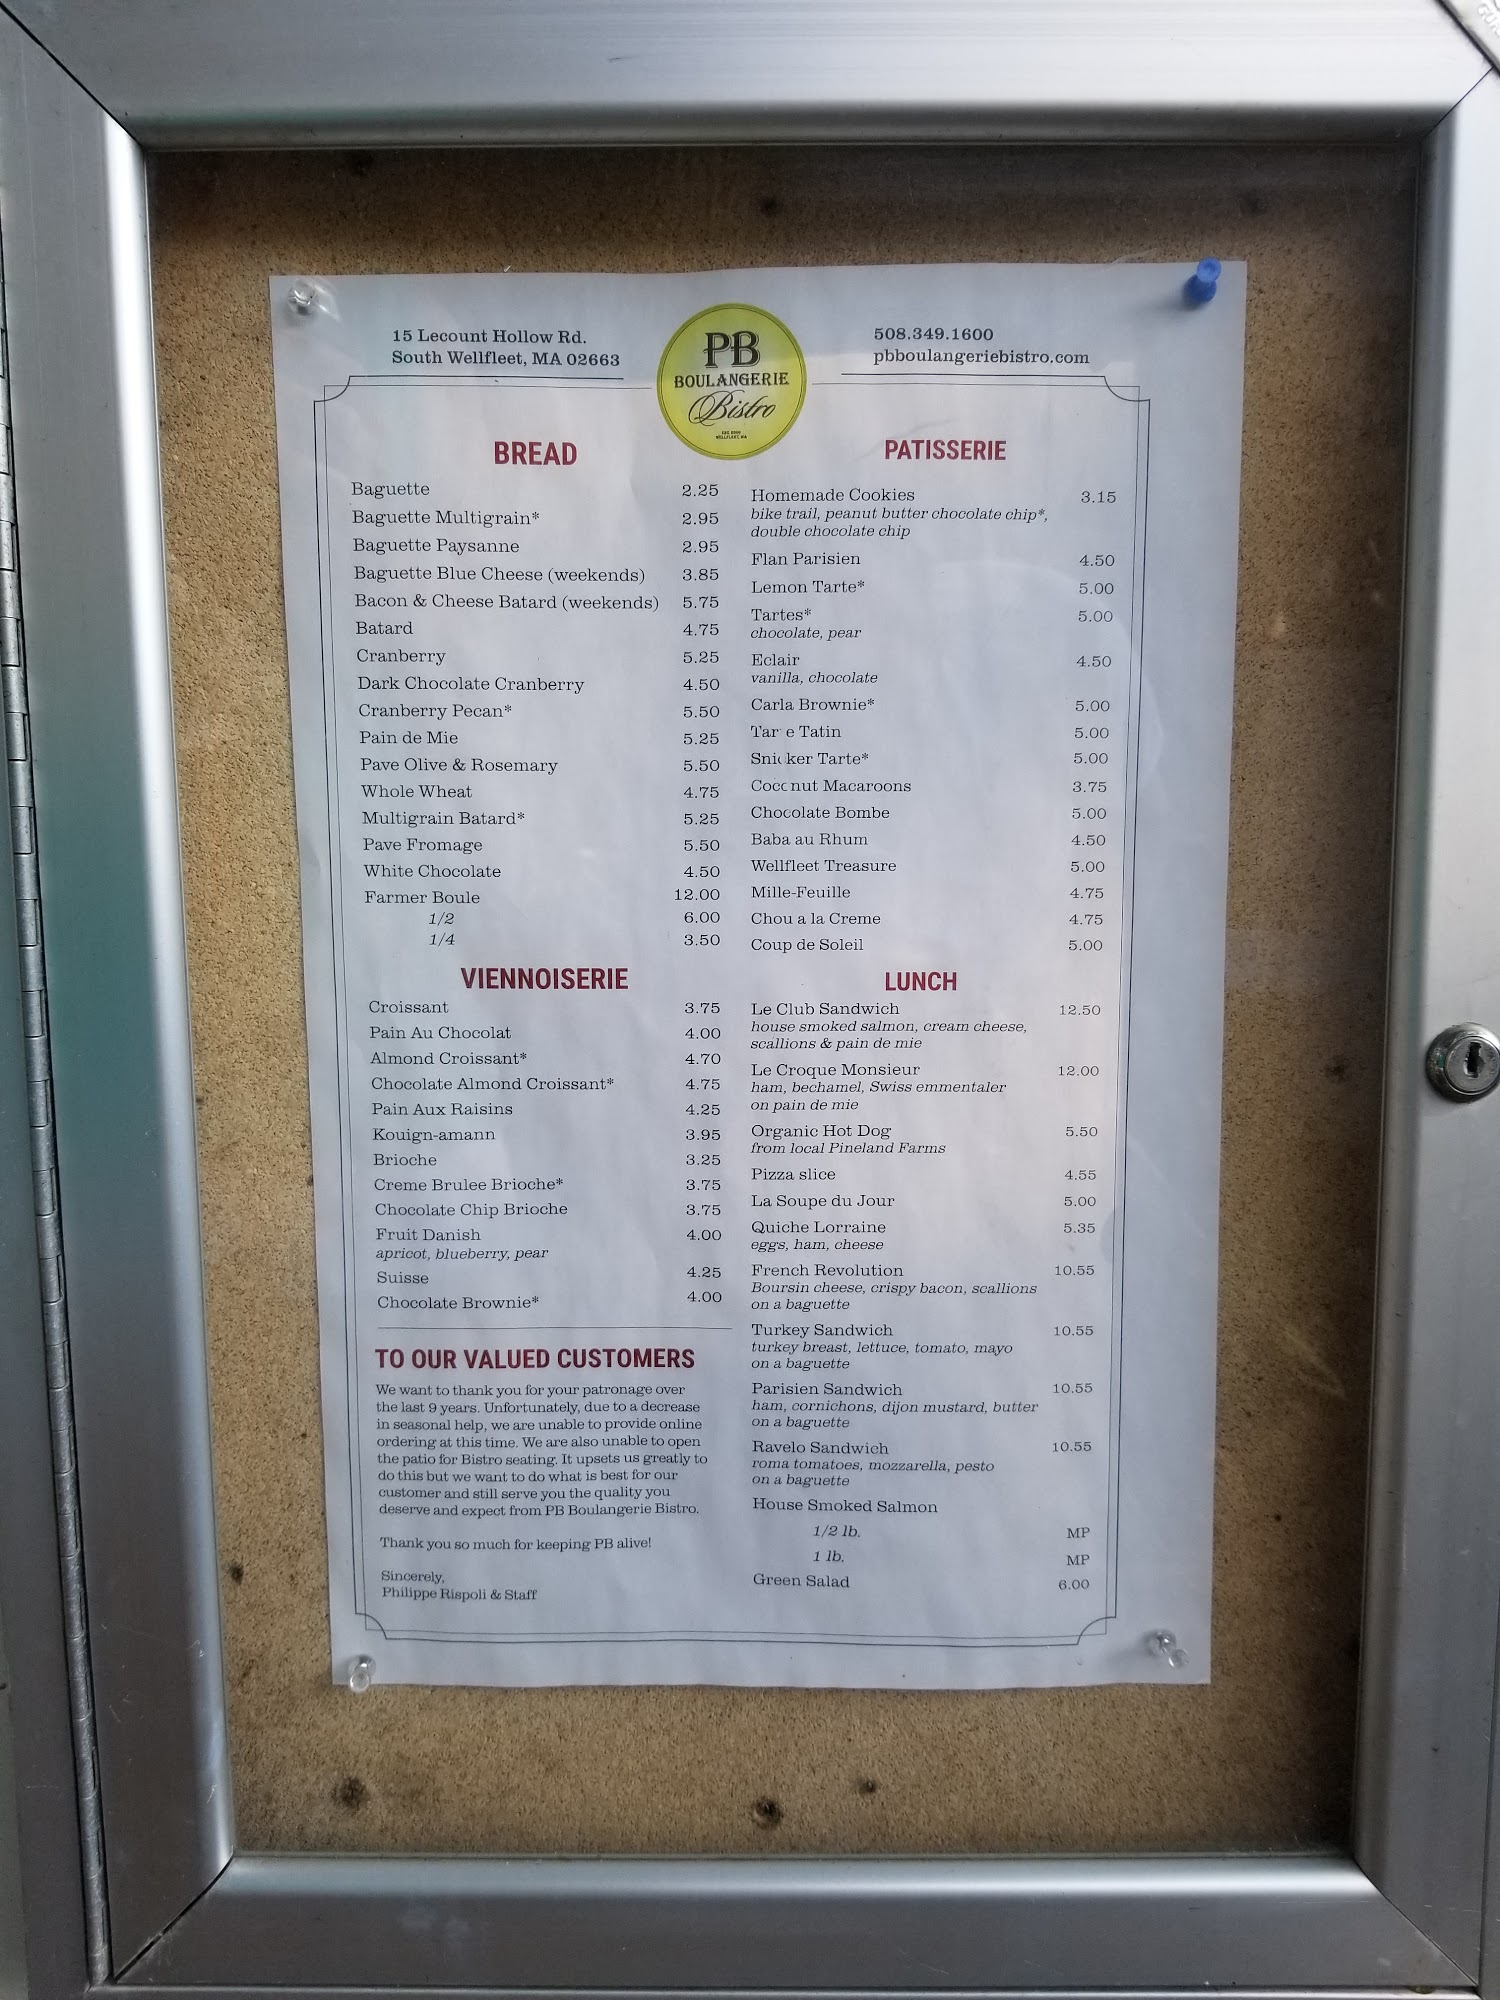 15 Lecount Hollow Rd.
South Wellfleet, MA 02663
PB
BOULANGERIE
Bistro
WELLFLEET, MA
508.349.1600
pbboulangeriebistro.com
BREAD
Baguette 2.25
Baguette Multigrain* 2.95
Baguette Paysanne 2.95
Baguette Blue Cheese (weekends) 3.85
Bacon & Cheese Batard (weekends) 5.75
Batard 4.75
Cranberry 5.25
Dark Chocolate Cranberry 4.50
Cranberry Pecan* 5.50
Pain de Mie 5.25
Pave Olive & Rosemary 5.50
Whole Wheat 4.75
Multigrain Batard* 5.25
Pave Fromage 5.50
White Chocolate 4.50
Farmer Boule 12.00
1/2 6.00
1/4 3.50
VIENNOISERIE
Croissant 3.75
Pain Au Chocolat 4.00
Almond Croissant* 4.70
Chocolate Almond Croissant* 4.75
Pain Aux Raisins 4.25
Kouign-amann 3.95
Brioche 3.25
Creme Brulee Brioche* 3.75
Chocolate Chip Brioche 3.75
Fruit Danish 4.00
apricot, blueberry, pear
Suisse 4.25
Chocolate Brownie* 4.00
TO OUR VALUED CUSTOMERS
We want to thank you for your patronage over
the last 9 years. Unfortunately, due to a decrease
in seasonal help, we are unable to provide online
ordering at this time. We are also unable to open
the patio for Bistro seating. It upsets us greatly to
do this but we want to do what is best for our
customer and still serve you the quality you
deserve and expect from PB Boulangerie Bistro.
Thank you so much for keeping PB alive!
Sincerely,
Philippe Rispoli & Staff
PATISSERIE
Homemade Cookies 3.15
bike trail, peanut butter chocolate chip*,
double chocolate chip
Flan Parisien 4.50
Lemon Tarte* 5.00
Tartes* 5.00
chocolate, pear
Eclair 4.50
vanilla, chocolate
Carla Brownie* 5.00
Tarte Tatin 5.00
Snicker Tarte* 5.00
Coconut Macaroons 3.75
Chocolate Bombe 5.00
Baba au Rhum 4.50
Wellfleet Treasure 5.00
Mille-Feuille 4.75
Chou a la Creme 4.75
Coup de Soleil 5.00
LUNCH
Le Club Sandwich 12.50
house smoked salmon, cream cheese,
scallions & pain de mie
Le Croque Monsieur 12.00
ham, bechamel, Swiss emmentaler
on pain de mie
Organic Hot Dog 5.50
from local Pineland Farms
Pizza slice 4.55
La Soupe du Jour 5.00
Quiche Lorraine 5.35
eggs, ham, cheese
French Revolution 10.55
Boursin cheese, crispy bacon, scallions
on a baguette
Turkey Sandwich 10.55
turkey breast, lettuce, tomato, mayo
on a baguette
Parisien Sandwich 10.55
ham, cornichons, dijon mustard, butter
on a baguette
Ravelo Sandwich 10.55
roma tomatoes, mozzarella, pesto
on a baguette
House Smoked Salmon
1/2 lb. MP
1 lb. MP
Green Salad 6.00